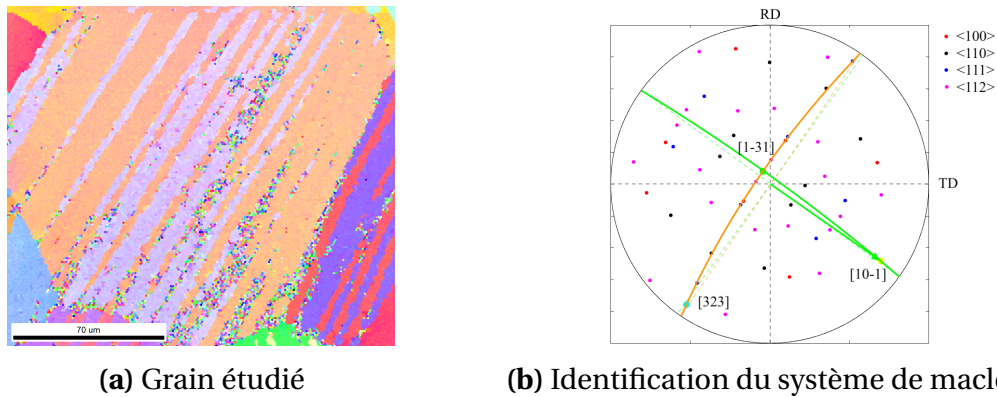 RD
<100>
<110>
<111>
<112>
[1-31]
TD
[10-1]
[323]
70 um
(a) Grain étudié
(b) Identification du système de macle